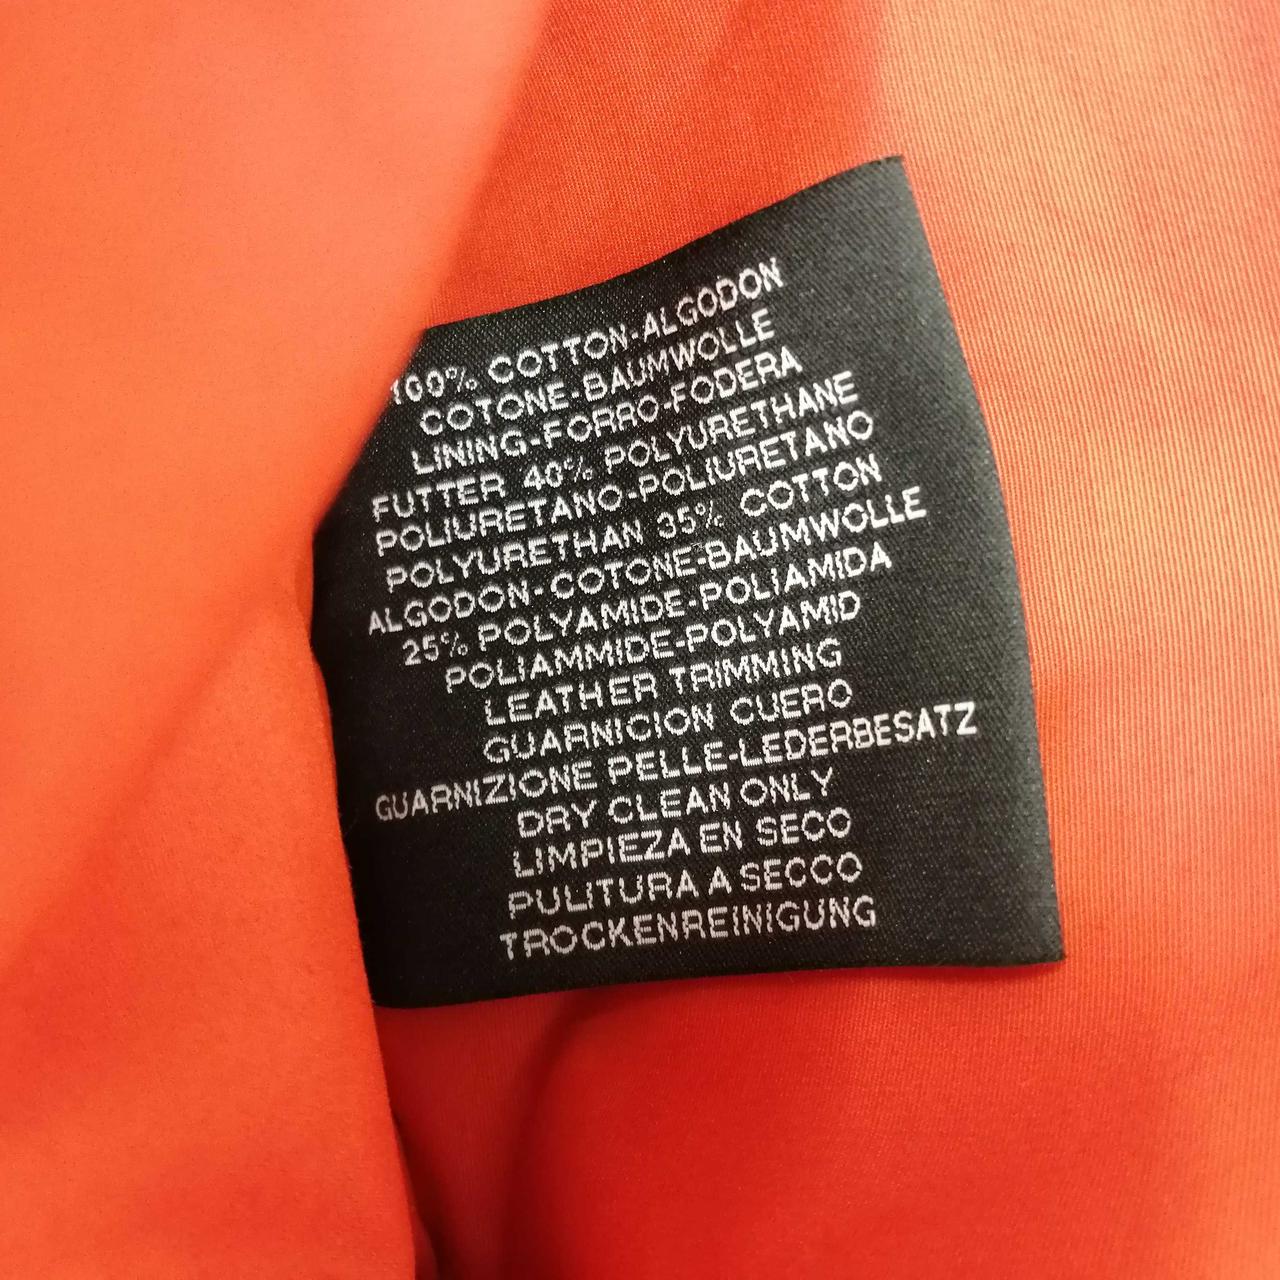 100% COTTON-ALGODON
COTONE-BAUMWOLLE
LINING-FORRO-FODERA
FUTTER 40% POLYURETHANE
POLIURETANO-POLIURETANO
POLYURETHAN 35% COTTON
ALGODON-COTONE-BAUMWOLLE
25% POLYAMIDE-POLIAMIDA
POLIAMMIDE-POLYAMID
LEATHER TRIMMING
GUARNICION CUERO
GUARNIZIONE PELLE-LEDERBESATZ
DRY CLEAN ONLY
LIMPIEZA EN SECO
PULITURA A SECCO
TROCKENREINIGUNG